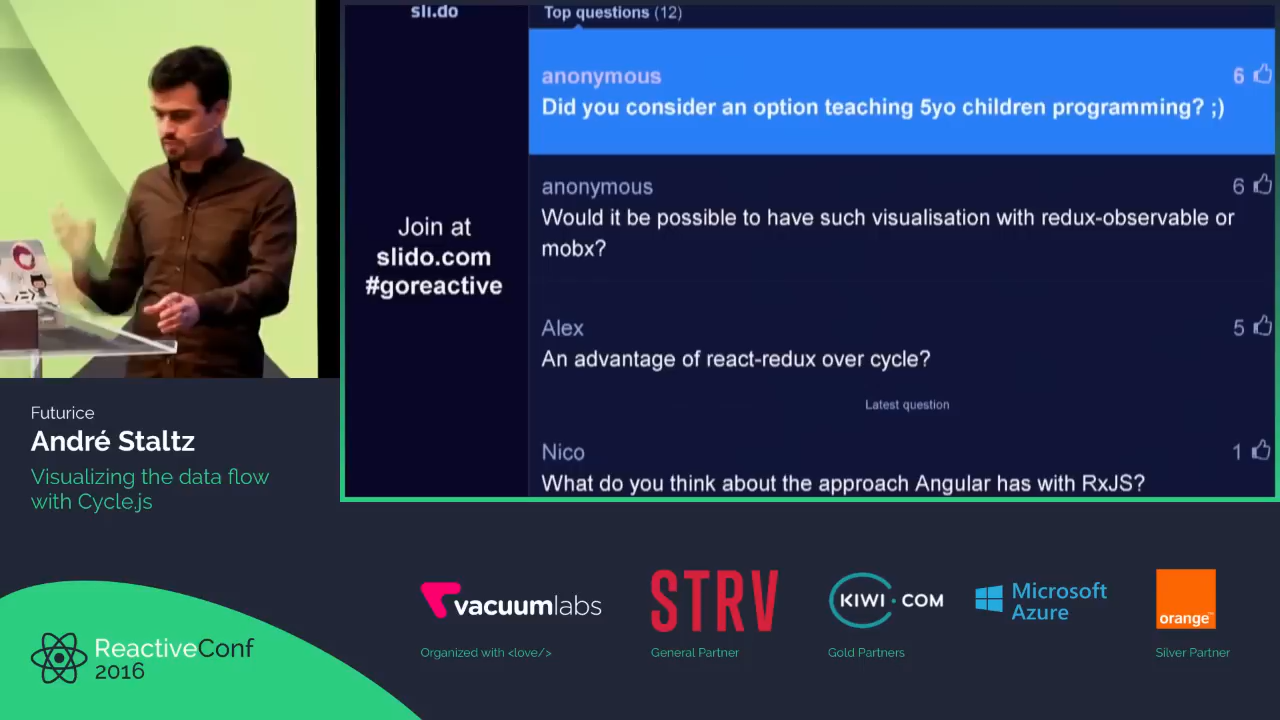 sli.do
Top questions (12)
anonymous
6
Did you consider an option teaching 5yo children programming? ;)
anonymous
6
Would it be possible to have such visualisation with redux-observable or
mobx?
Join at
slido.com
#goreactive
Alex
5
An advantage of react-redux over cycle?
Latest question
Nico
1
What do you think about the approach Angular has with RxJS?
Futurice
André Staltz
Visualizing the data flow
with Cycle.js
vacuumlabs
STRV
KIWI.COM
Microsoft
Azure
orange™
Organized with <love/>
General Partner
Gold Partners
Silver Partner
ReactiveConf
2016